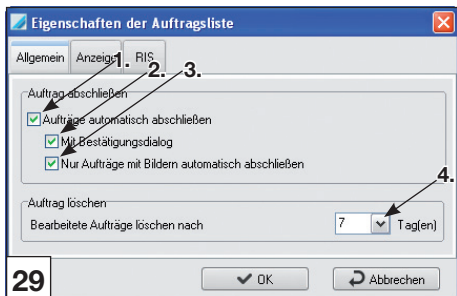 Eigenschaften der Auftragsliste
Allgemein Anzeige RIS
1. 2. 3.
Auftrag abschließen
Aufträge automatisch abschließen
Mit Bestätigungsdialog
Nur Aufträge mit Bildern automatisch abschließen
4.
Auftrag löschen
Bearbeitete Aufträge löschen nach 7 Tag(en)
29 OK Abbrechen